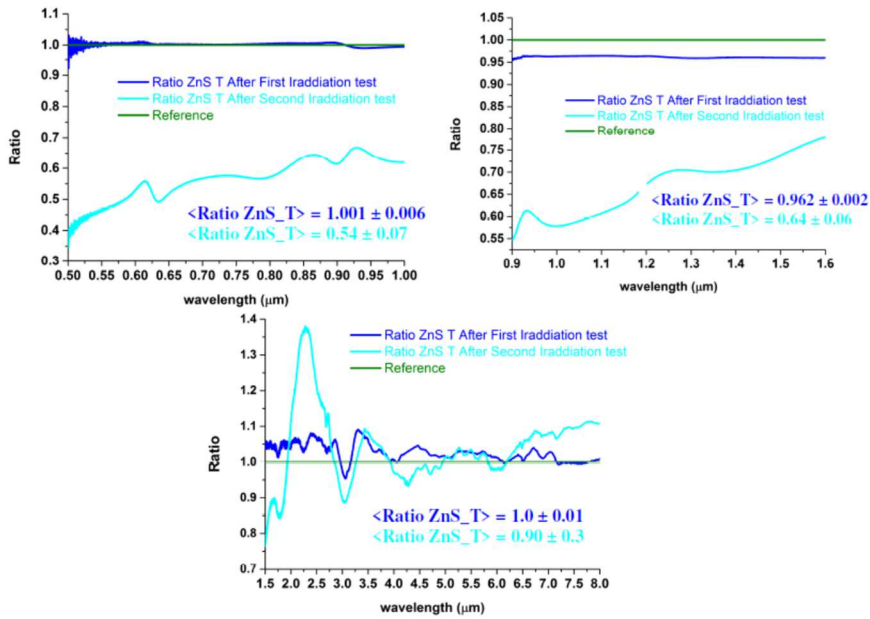 1.1
1.0
0.9
0.8
0.7
0.6
0.5
0.4
0.3
Ratio
Ratio ZnS T After First Iraddiation test
Ratio ZnS T After Second Iraddiation test
Reference
<Ratio ZnS_T> = 1.001 ± 0.006
<Ratio ZnS_T> = 0.54 ± 0.07
0.50 0.55 0.60 0.65 0.70 0.75 0.80 0.85 0.90 0.95 1.00
wavelength (μm)
1.05
1.00
0.95
0.90
0.85
0.80
0.75
0.70
0.65
0.60
0.55
Ratio
Ratio ZnS T After First Iraddiation test
Ratio ZnS T After Second Iraddiation test
Reference
<Ratio ZnS_T> = 0.962 ± 0.002
<Ratio ZnS_T> = 0.64 ± 0.06
0.9 1.0 1.1 1.2 1.3 1.4 1.5 1.6
wavelength (μm)
1.4
1.3
1.2
1.1
1.0
0.9
0.8
0.7
Ratio
Ratio ZnS T After First Iraddiation test
Ratio ZnS T After Second Iraddiation test
Reference
<Ratio ZnS_T> = 1.0 ± 0.01
<Ratio ZnS_T> = 0.90 ± 0.3
1.5 2.0 2.5 3.0 3.5 4.0 4.5 5.0 5.5 6.0 6.5 7.0 7.5 8.0
wavelength (μm)